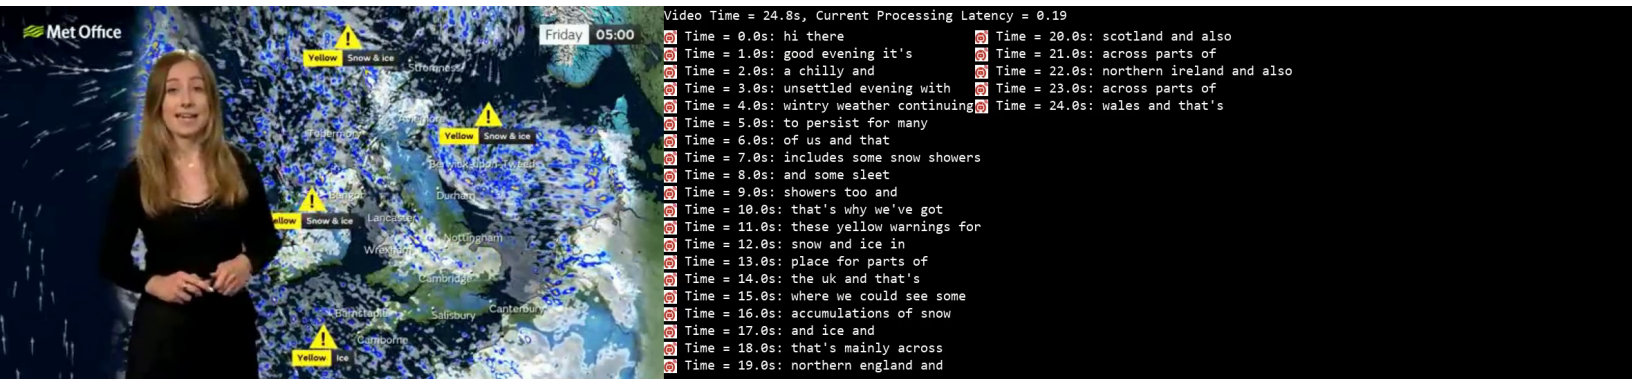 Met Office
Friday 05:00
Yellow Snow & ice
Stromness
Aviemore
Yellow Snow & ice
Tobermory
Berwick-upon-Tweed
Bangor
Durham
ellow Snow & ice
Lancaster
Nottingham
Wrexham
Cambridge
Barnstaple
Salisbury
Canterbury
Camborne
Yellow Ice
Video Time = 24.8s, Current Processing Latency = 0.19
Time = 0.0s: hi there
Time = 1.0s: good evening it's
Time = 2.0s: a chilly and
Time = 3.0s: unsettled evening with
Time = 4.0s: wintry weather continuing
Time = 5.0s: to persist for many
Time = 6.0s: of us and that
Time = 7.0s: includes some snow showers
Time = 8.0s: and some sleet
Time = 9.0s: showers too and
Time = 10.0s: that's why we've got
Time = 11.0s: these yellow warnings for
Time = 12.0s: snow and ice in
Time = 13.0s: place for parts of
Time = 14.0s: the uk and that's
Time = 15.0s: where we could see some
Time = 16.0s: accumulations of snow
Time = 17.0s: and ice and
Time = 18.0s: that's mainly across
Time = 19.0s: northern england and
Time = 20.0s: scotland and also
Time = 21.0s: across parts of
Time = 22.0s: northern ireland and also
Time = 23.0s: across parts of
Time = 24.0s: wales and that's